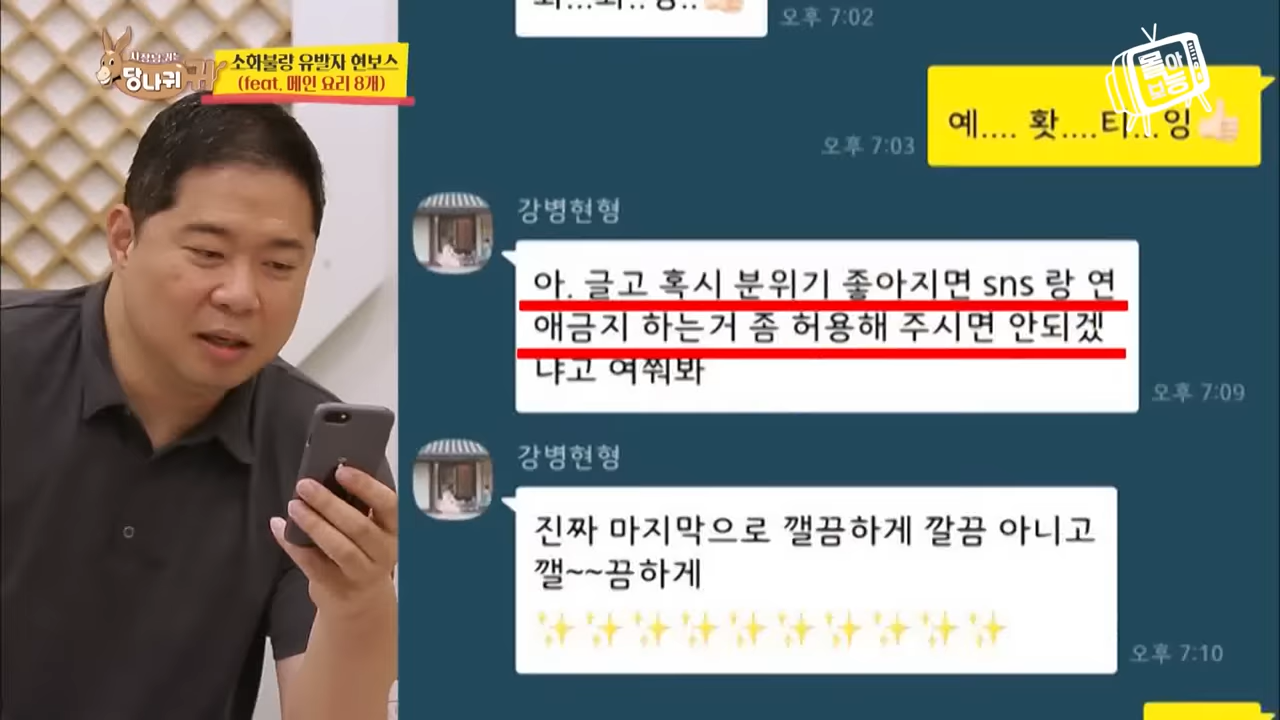 사장님 귀는
당나귀 귀
소화불량 유발자 현보스
(feat. 메인 요리 8개)
오후 7:02
몰아보능
예.... 홧....티...잉
오후 7:03
강병현형
아. 글고 혹시 분위기 좋아지면 sns 랑 연
애금지 하는거 좀 허용해 주시면 안되겠
냐고 여쭤봐
오후 7:09
강병현형
진짜 마지막으로 깰끔하게 깔끔 아니고
깰~~끔하게
오후 7:10